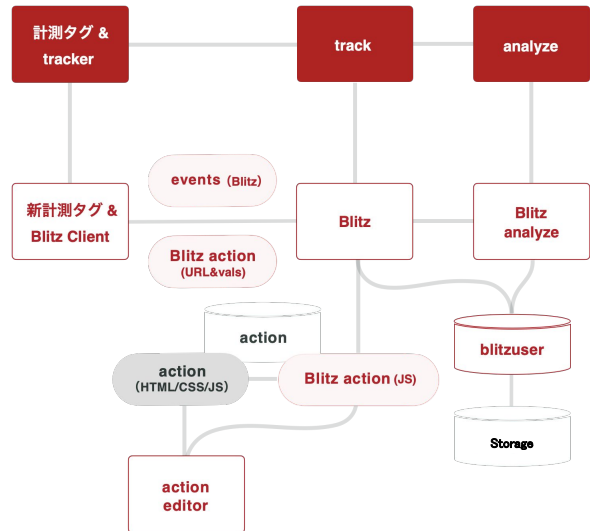 計測タグ &
tracker
track
analyze
events (Blitz)
新計測タグ &
Blitz Client
Blitz
Blitz
analyze
Blitz action
(URL&vals)
action
blitzuser
action
(HTML/CSS/JS)
Blitz action (JS)
Storage
action
editor